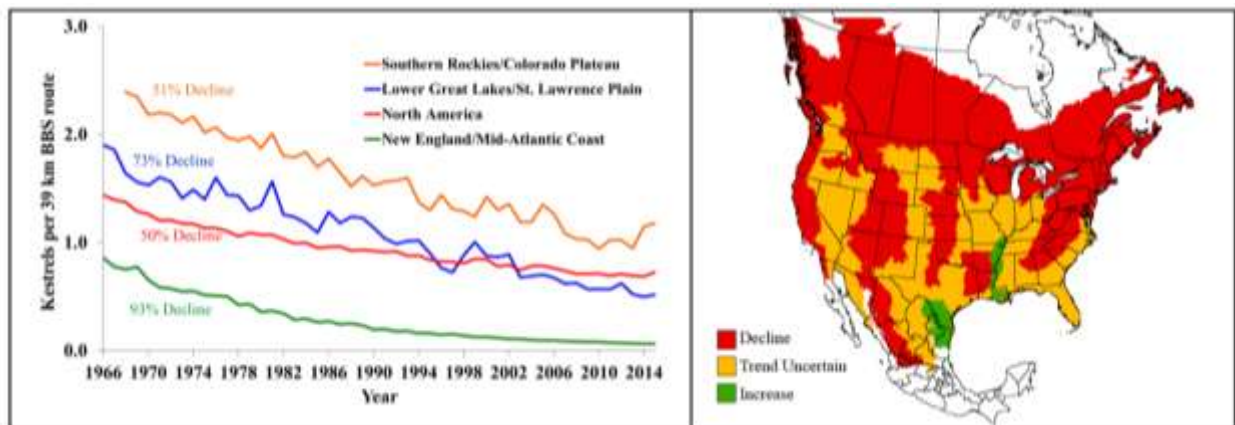 3.0
2.0
1.0
0.0
Kestrels per 39 km BBS route
51% Decline
73% Decline
50% Decline
93% Decline
Southern Rockies/Colorado Plateau
Lower Great Lakes/St. Lawrence Plain
North America
New England/Mid-Atlantic Coast
1966 1970 1974 1978 1982 1986 1990 1994 1998 2002 2006 2010 2014
Year
Decline
Trend Uncertain
Increase